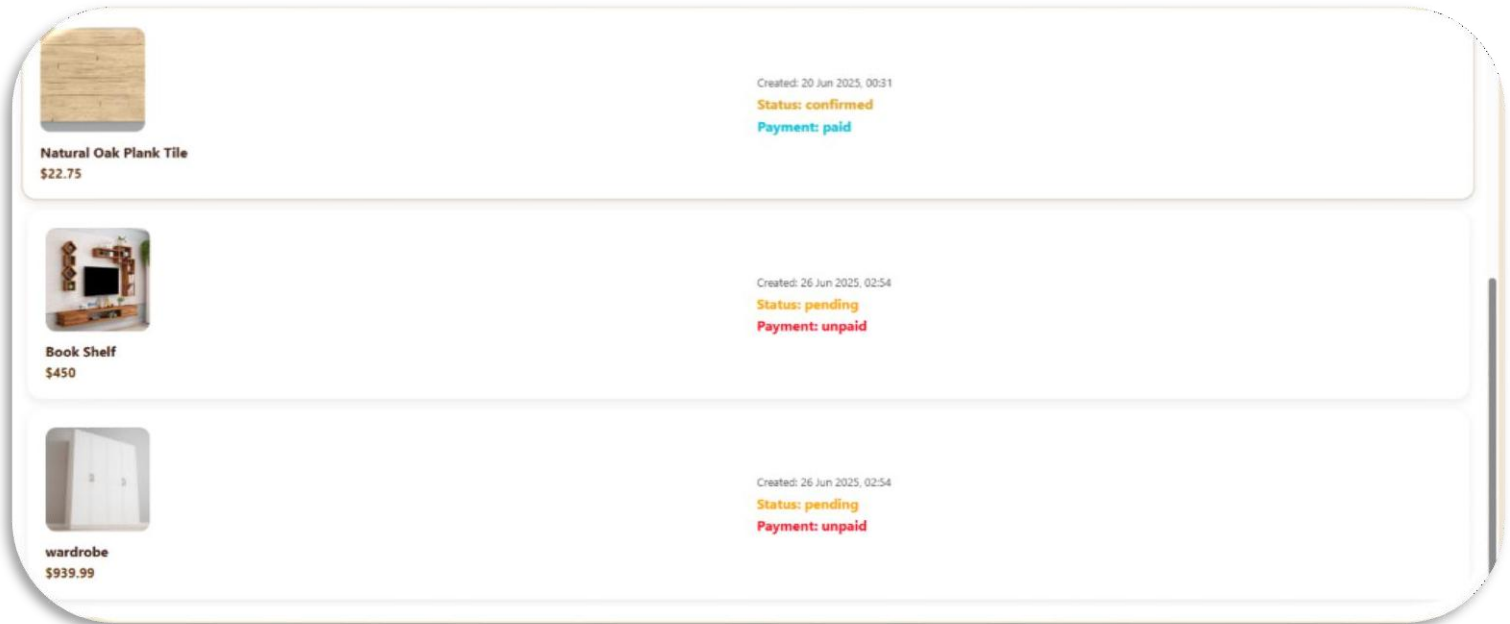 Natural Oak Plank Tile
$22.75
Created: 20 Jun 2025, 00:31
Status: confirmed
Payment: paid
Book Shelf
$450
Created: 26 Jun 2025, 02:54
Status: pending
Payment: unpaid
wardrobe
$939.99
Created: 26 Jun 2025, 02:54
Status: pending
Payment: unpaid